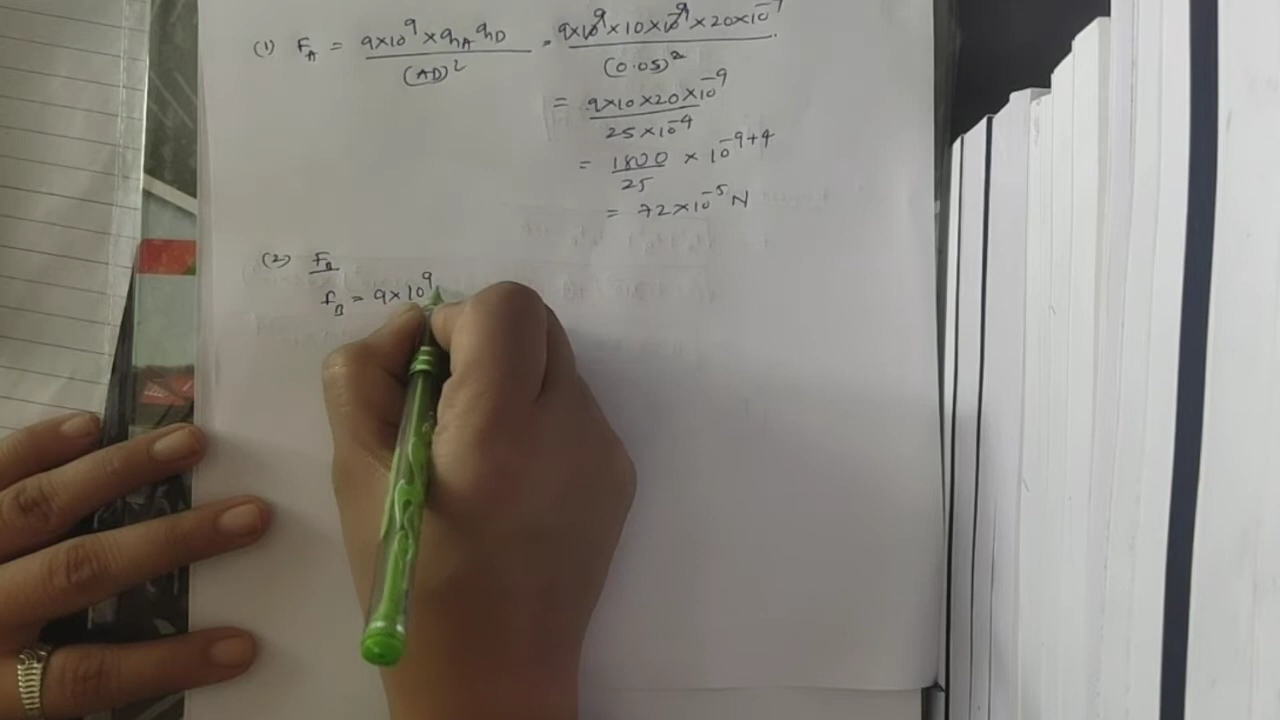 (1) F_A = 9×10^9 × q_A q_D / (AD)^2 = 9×10^9×10×10^-9×20×10^-9 / (0.05)^2
= 9×10×20×10^-9 / 25×10^-4
= 1800/25 × 10^-9+4
= 72×10^-5 N
(2) F_B
F_B = 9×10^9